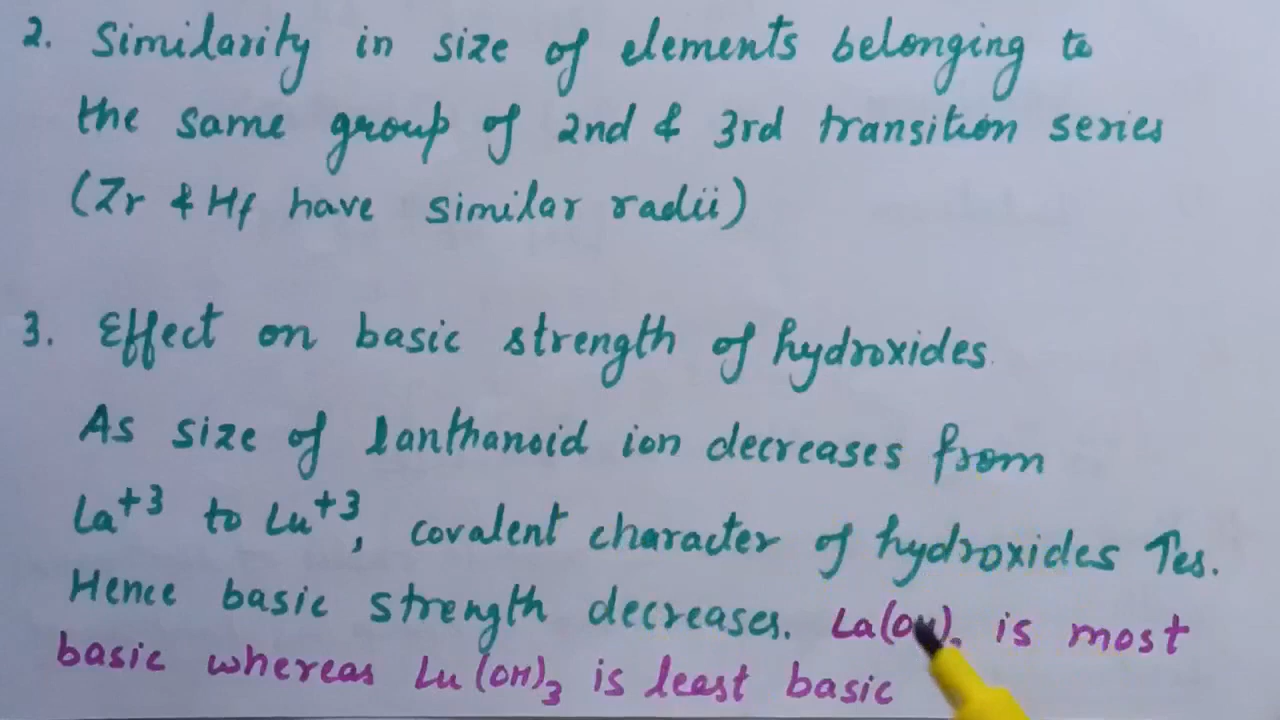 2. Similarity in size of elements belonging to
the same group of 2nd & 3rd transition series
(Zr & Hf have similar radii)
3. Effect on basic strength of hydroxides
As size of lanthanoid ion decreases from
La+3 to Lu+3, covalent character of hydroxides ↑es.
Hence basic strength decreases. La(OH) is most
basic whereas Lu(OH)3 is least basic